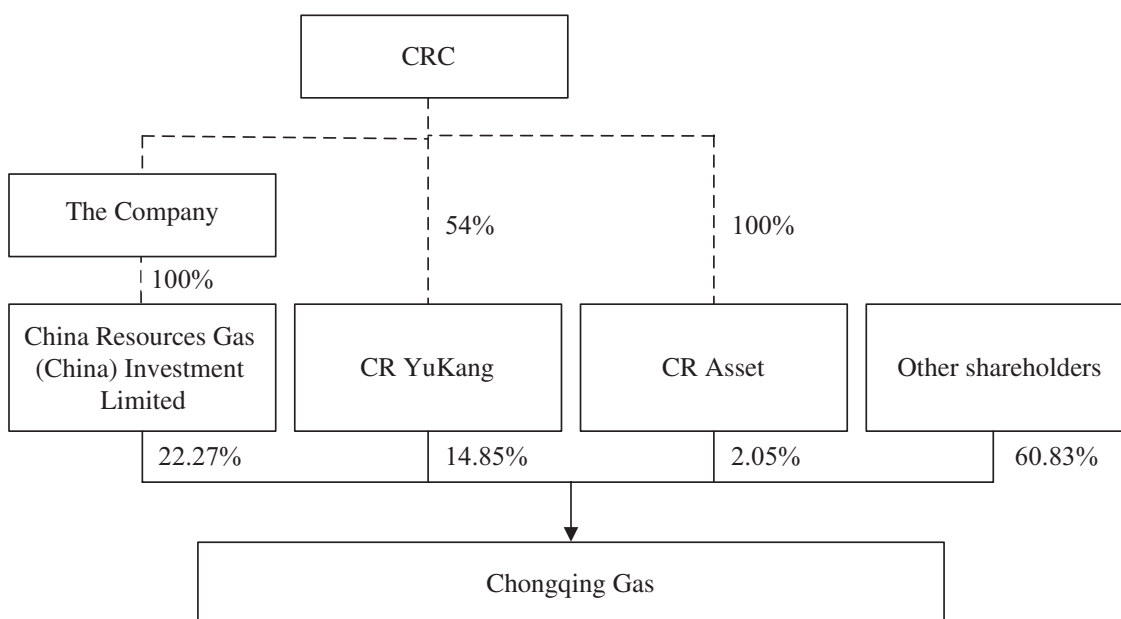 CRC
The Company
54%
100%
100%
China Resources Gas
(China) Investment
Limited
CR YuKang
CR Asset
Other shareholders
22.27%
14.85%
2.05%
60.83%
Chongqing Gas